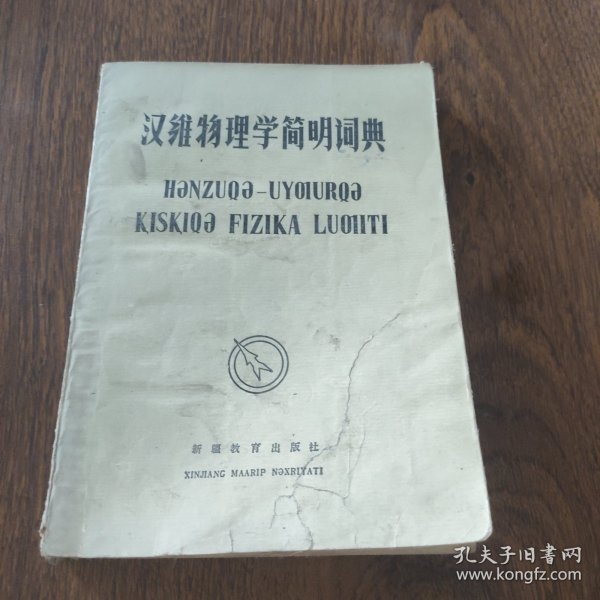 汉维物理学简明词典
HƏNZUQƏ-UYƢURQƏ
ⱩISⱩIQƏ FIZIKA LUƢITI
新疆教育出版社
XINJIANG MAARIP NƏXRIYATI
孔夫子旧书网
www.kongfz.com